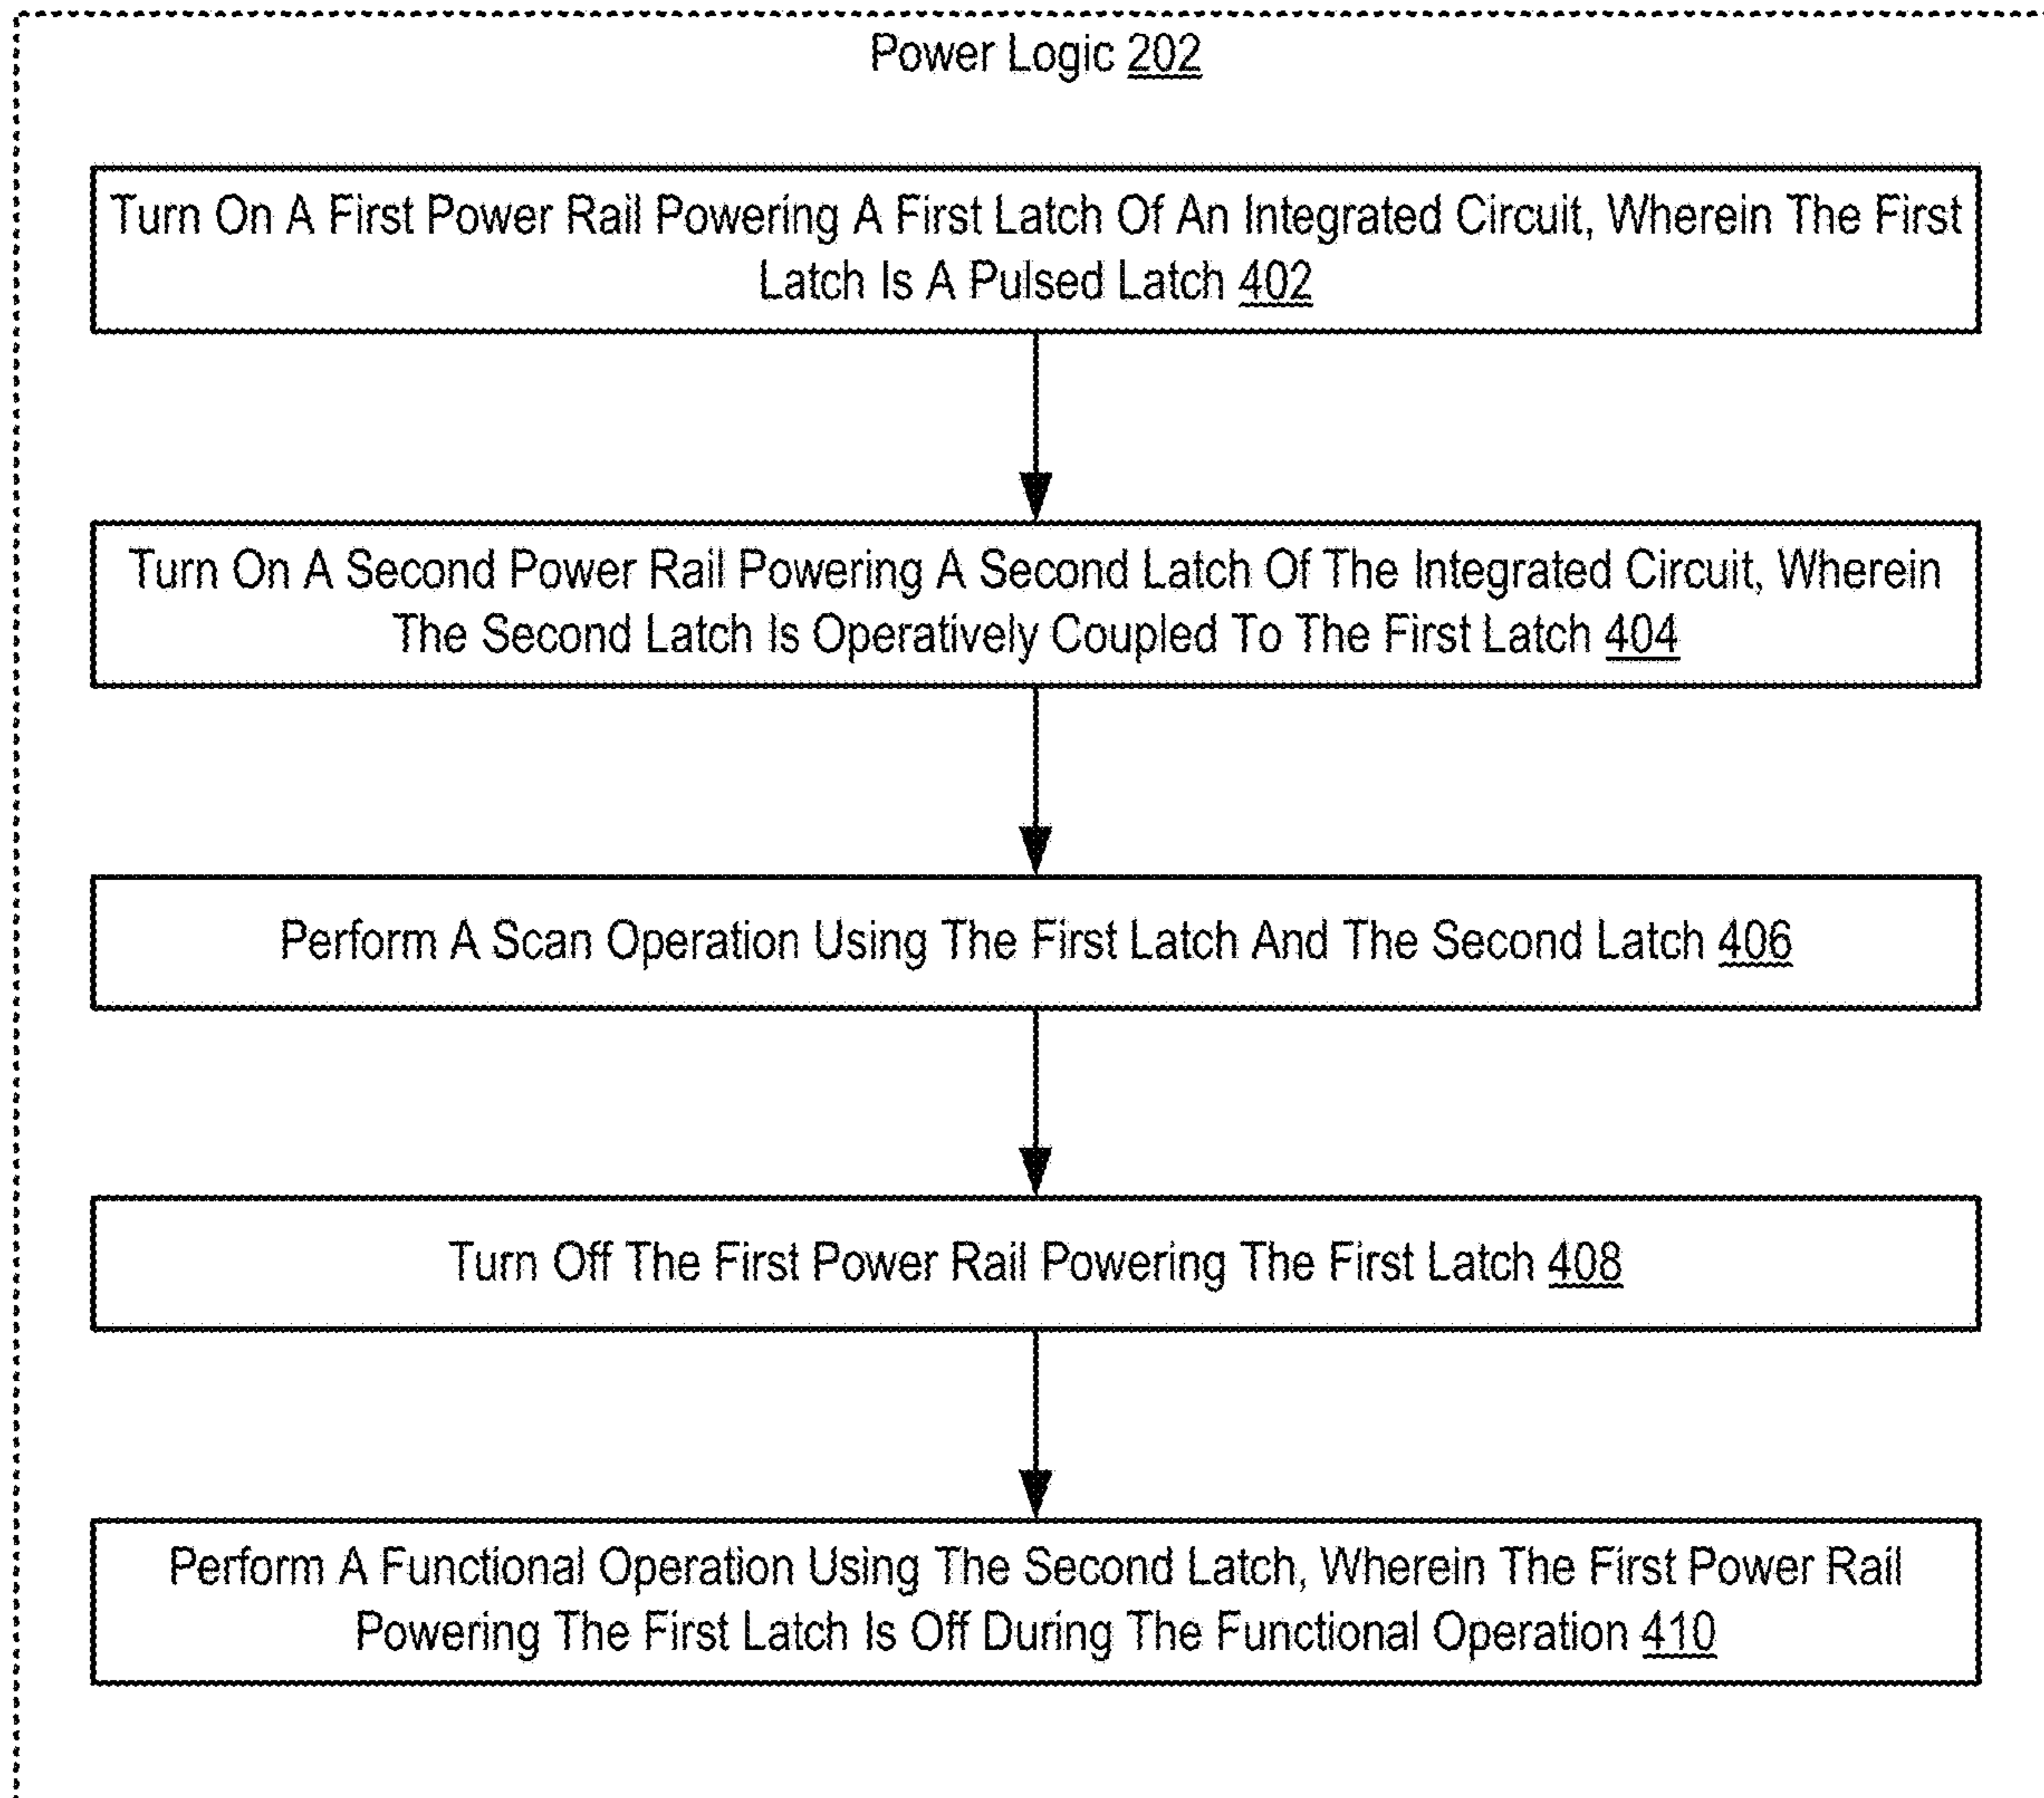 Power Logic 202
Turn On A First Power Rail Powering A First Latch Of An Integrated Circuit, Wherein The First
Latch Is A Pulsed Latch 402
Turn On A Second Power Rail Powering A Second Latch Of The Integrated Circuit, Wherein
The Second Latch Is Operatively Coupled To The First Latch 404
Perform A Scan Operation Using The First Latch And The Second Latch 406
Turn Off The First Power Rail Powering The First Latch 408
Perform A Functional Operation Using The Second Latch, Wherein The First Power Rail
Powering The First Latch Is Off During The Functional Operation 410